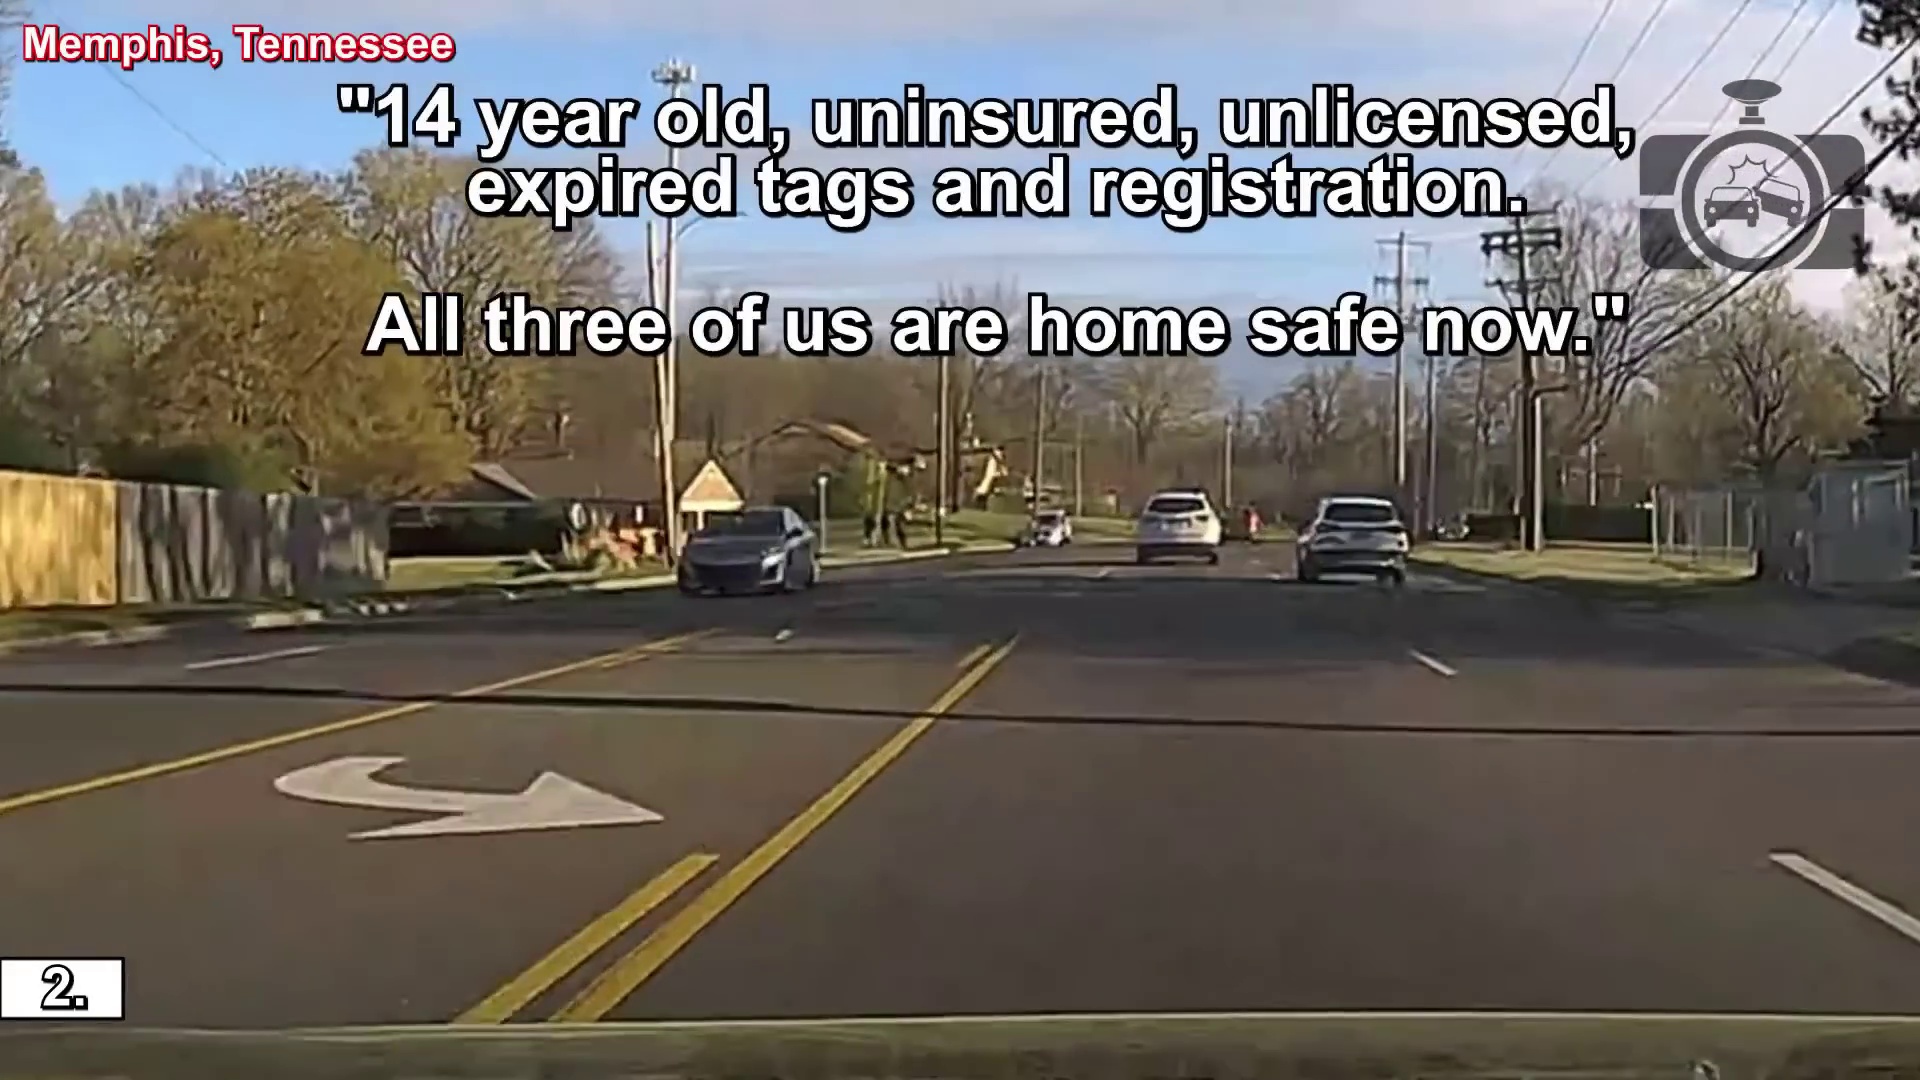 Memphis, Tennessee
"14 year old, uninsured, unlicensed,
expired tags and registration.
All three of us are home safe now."
2.